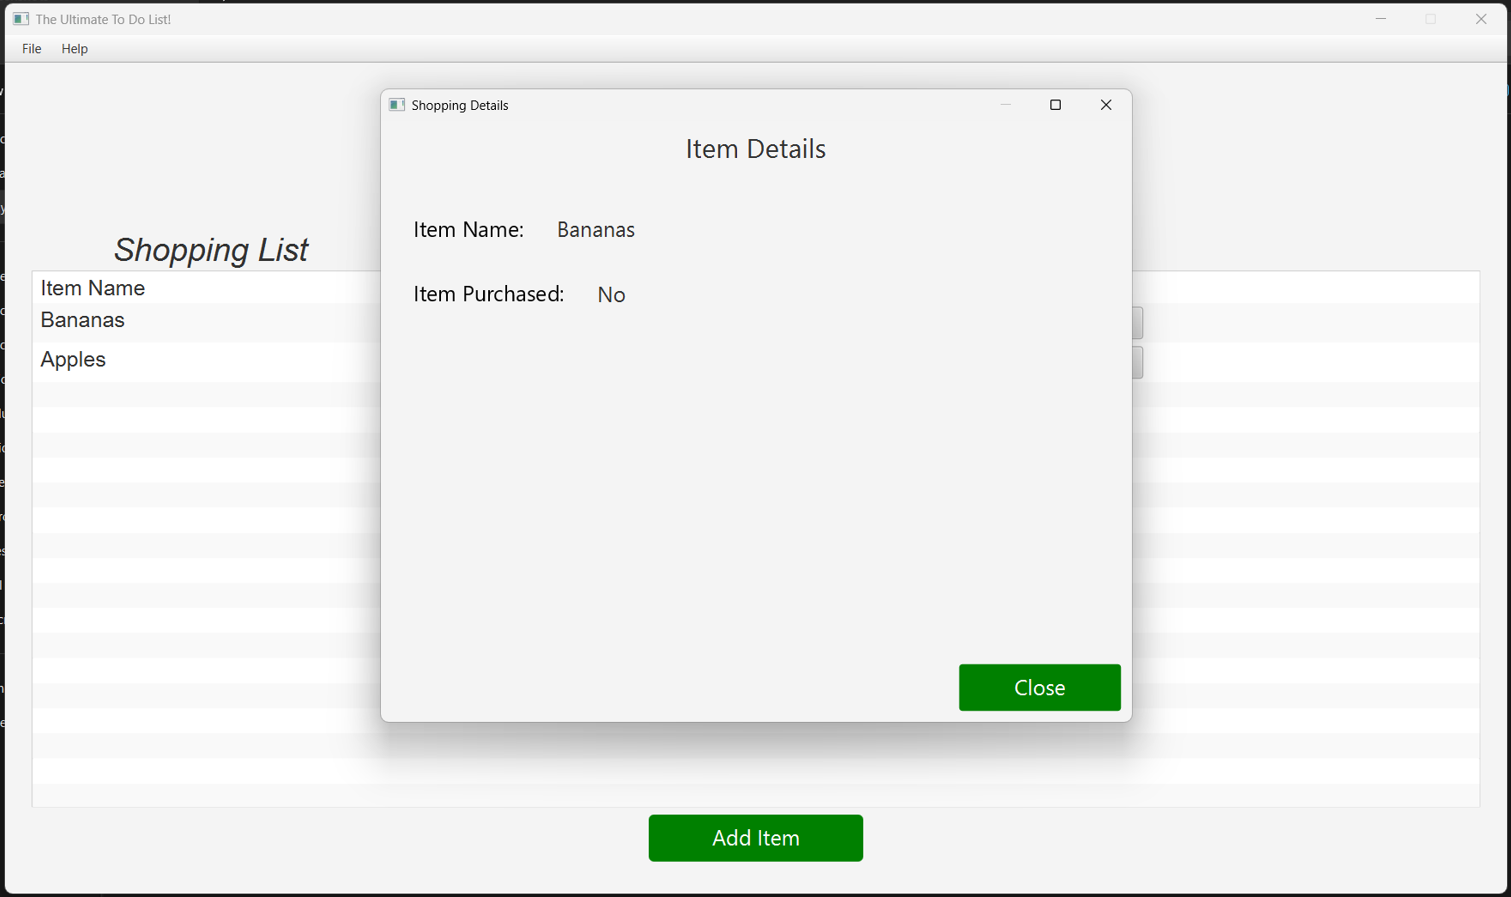 The Ultimate To Do List!
File Help
Shopping Details
Item Details
Item Name: Bananas
Item Purchased: No
Shopping List
Item Name
Bananas
Apples
Close
Add Item